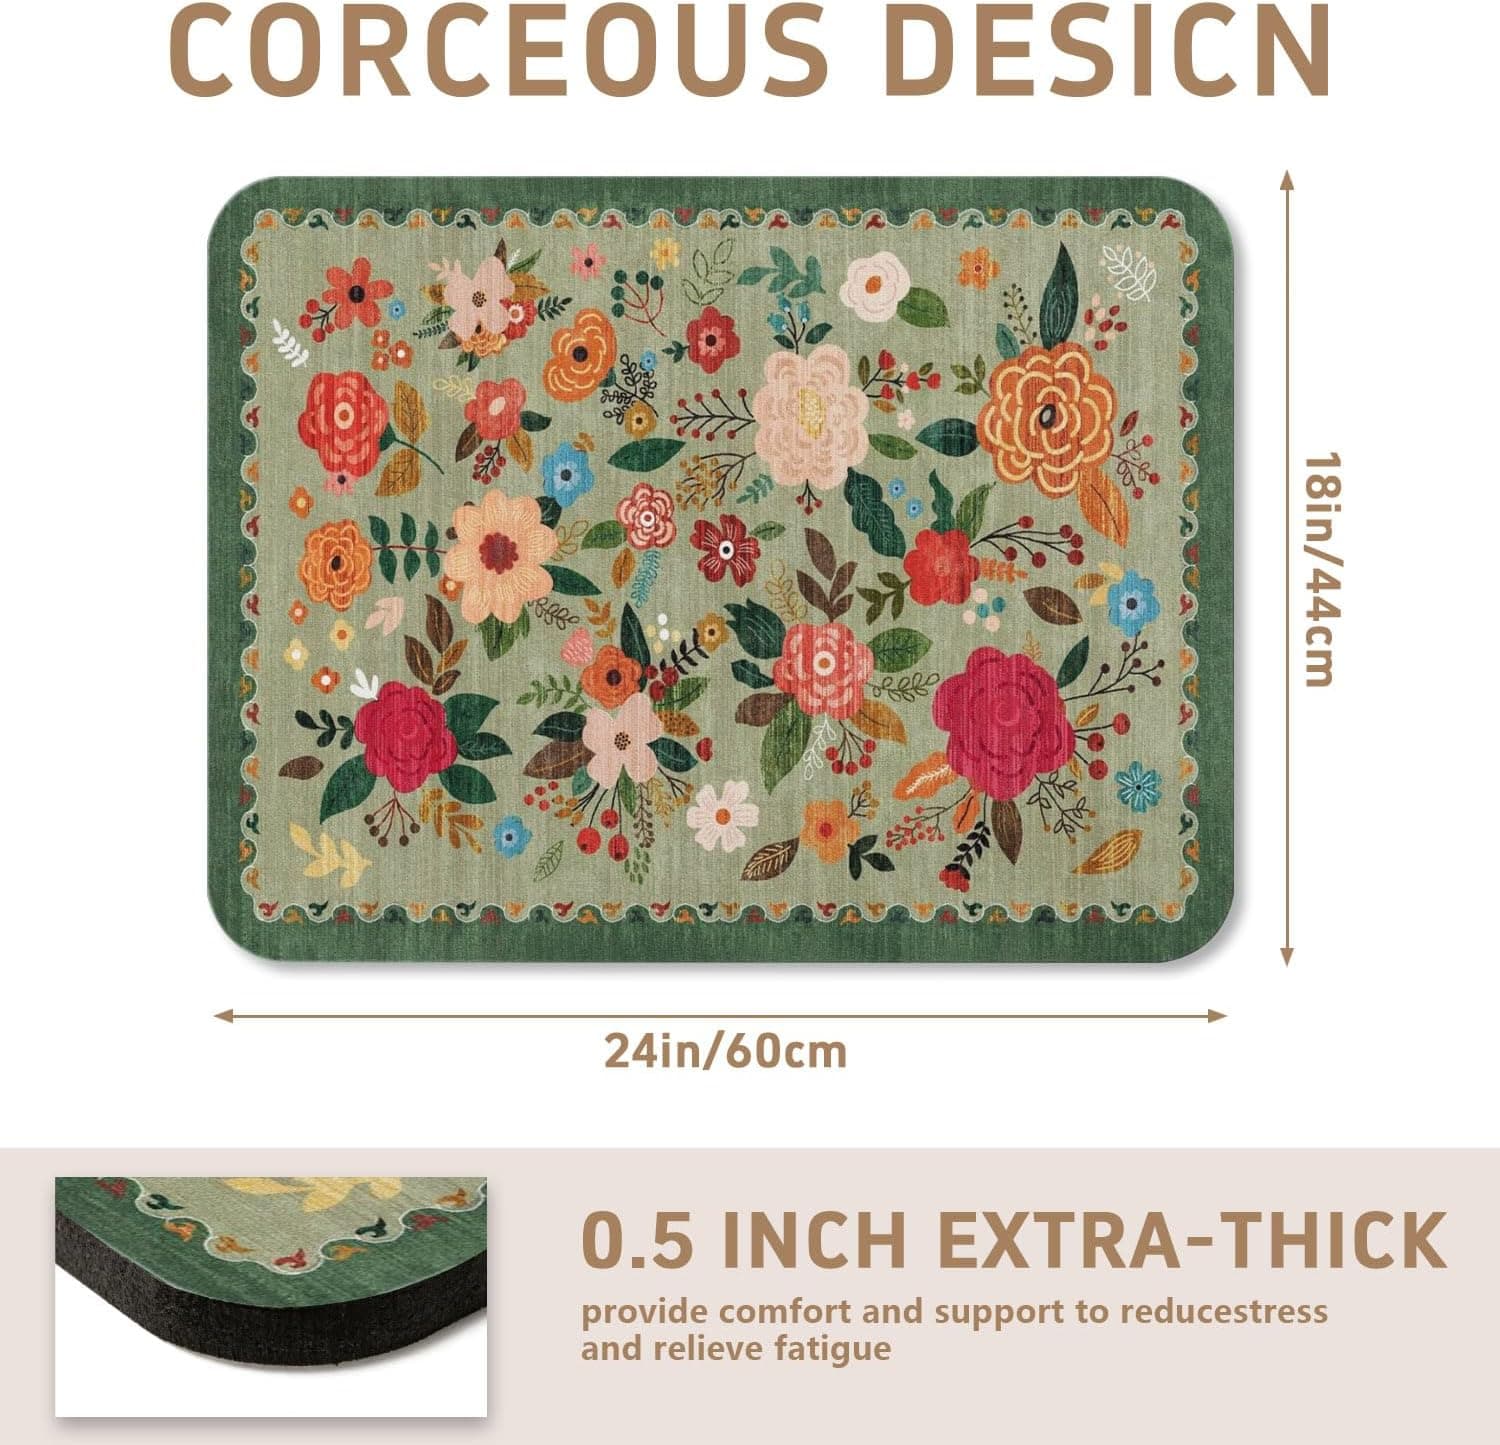 CORCEOUS DESICN
18in/44cm
24in/60cm
0.5 INCH EXTRA-THICK
provide comfort and support to reducestress
and relieve fatigue